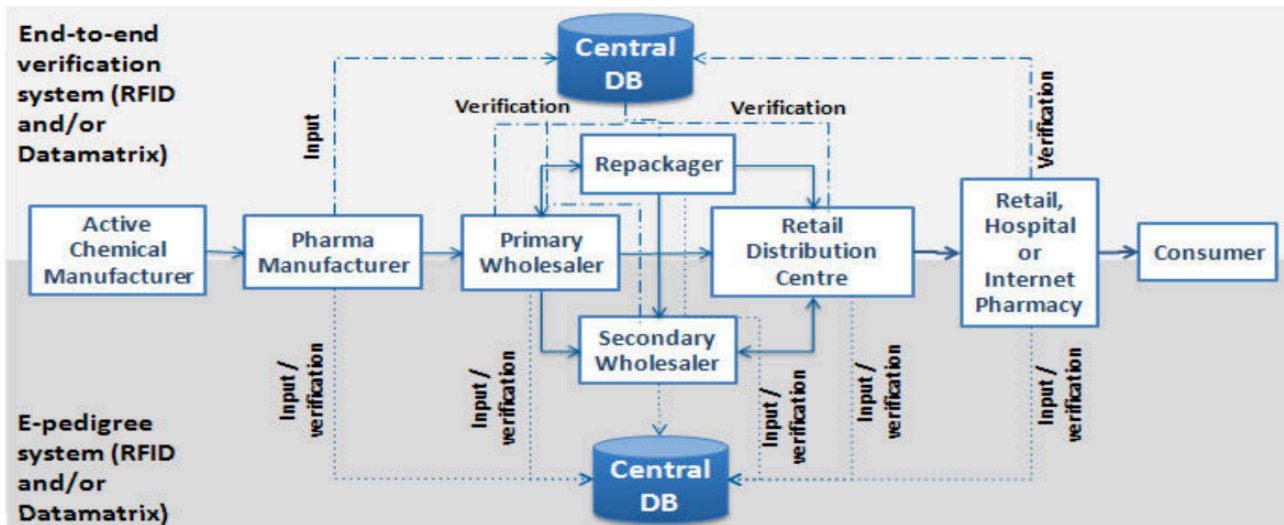 End-to-end
verification
system (RFID
and/or
Datamatrix)
Central
DB
Input
Verification
Verification
Verification
Repackager
Active
Chemical
Manufacturer
Pharma
Manufacturer
Primary
Wholesaler
Retail
Distribution
Centre
Retail,
Hospital
or
Internet
Pharmacy
Consumer
Secondary
Wholesaler
Input /
verification
Input /
verification
Input /
verification
Input /
verification
Input /
verification
E-pedigree
system (RFID
and/or
Datamatrix)
Central
DB